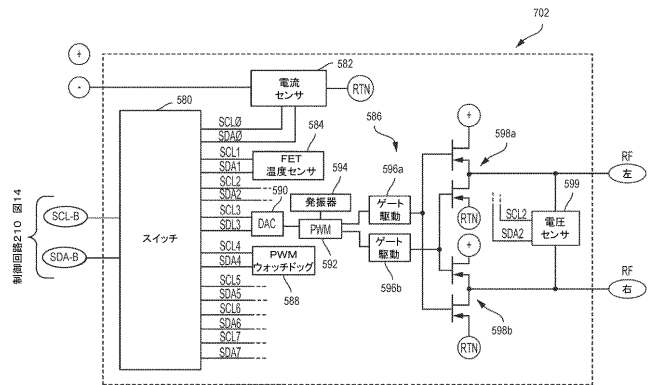 702
+
-
582
電流
センサ
RTN
580
スイッチ
SCLØ
SDAØ
584
SCL1
SDA1
FET
温度センサ
586
SCL2
SDA2
590
594
発振器
596a
ゲート
駆動
SCL3
SDL3
DAC
PWM
592
ゲート
駆動
596b
SCL4
SDA4
PWM
ウォッチドッグ
588
SCL5
SDA5
SCL6
SDA6
SCL7
SDA7
制御回路210 図14
SCL-B
SDA-B
+
598a
RTN
+
598b
RTN
SCL2
SDA2
599
電圧
センサ
RF
左
RF
右